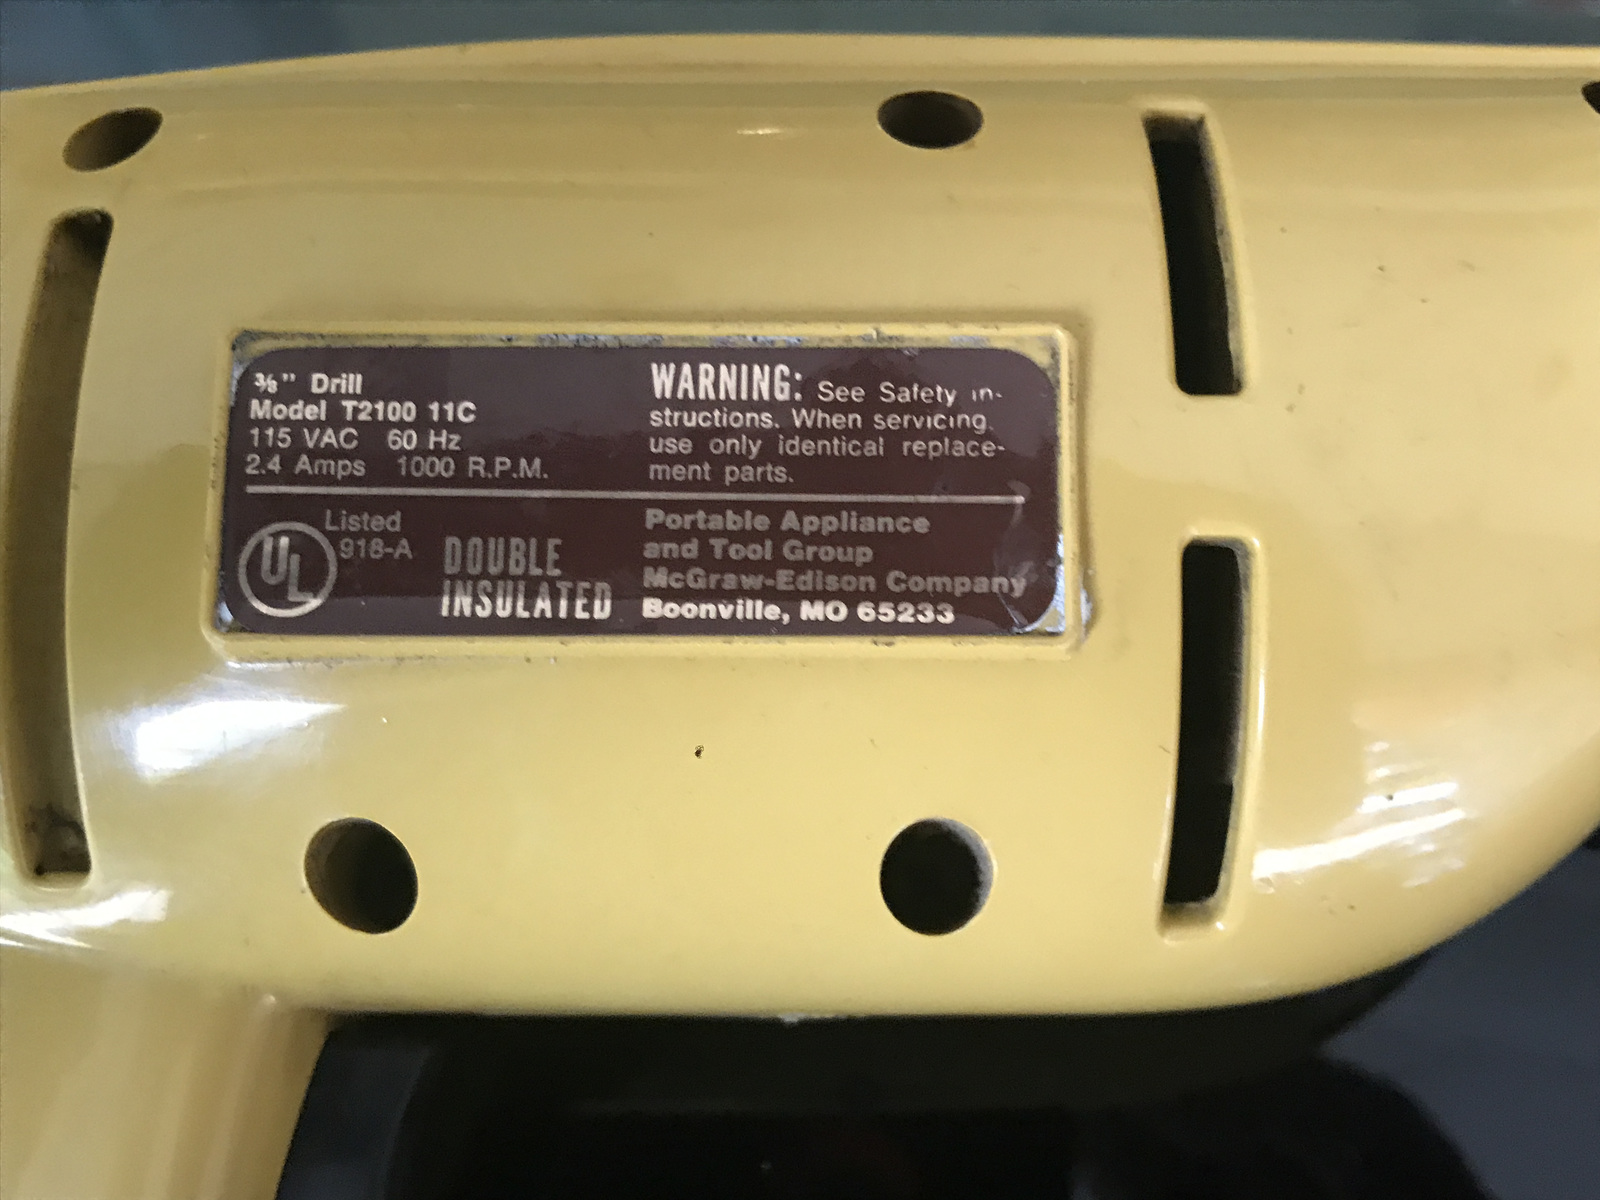 ⅜" Drill
Model T2100 11C
115 VAC 60 Hz
2.4 Amps 1000 R.P.M.
WARNING: See Safety in-
structions. When servicing,
use only identical replace-
ment parts.
UL
Listed
918-A
DOUBLE
INSULATED
Portable Appliance
and Tool Group
McGraw-Edison Company
Boonville, MO 65233